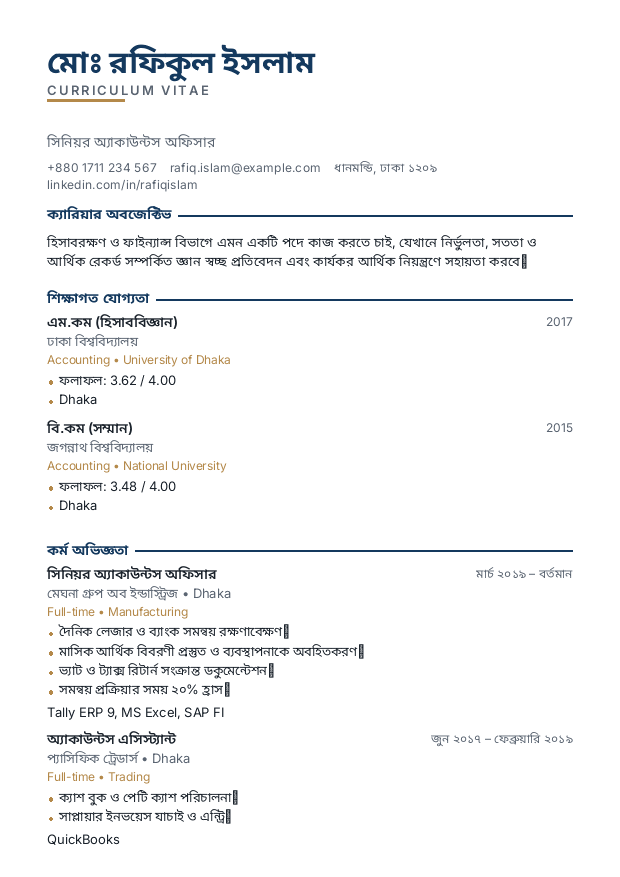 মোঃ রফিকুল ইসলাম
CURRICULUM VITAE
সিনিয়র অ্যাকাউন্টস অফিসার
+880 1711 234 567 rafiq.islam@example.com ধানমন্ডি, ঢাকা ১২০৯
linkedin.com/in/rafiqislam
ক্যারিয়ার অবজেক্টিভ
হিসাবরক্ষণ ও ফাইন্যান্স বিভাগে এমন একটি পদে কাজ করতে চাই, যেখানে নির্ভুলতা, সততা ও
আর্থিক রেকর্ড সম্পর্কিত জ্ঞান স্বচ্ছ প্রতিবেদন এবং কার্যকর আর্থিক নিয়ন্ত্রণে সহায়তা করবে
শিক্ষাগত যোগ্যতা
এম.কম (হিসাববিজ্ঞান) 2017
ঢাকা বিশ্ববিদ্যালয়
Accounting • University of Dhaka
• ফলাফল: 3.62 / 4.00
• Dhaka
বি.কম (সম্মান) 2015
জগন্নাথ বিশ্ববিদ্যালয়
Accounting • National University
• ফলাফল: 3.48 / 4.00
• Dhaka
কর্ম অভিজ্ঞতা
সিনিয়র অ্যাকাউন্টস অফিসার মার্চ ২০১৯ – বর্তমান
মেঘনা গ্রুপ অব ইন্ডাস্ট্রিজ • Dhaka
Full-time • Manufacturing
• দৈনিক লেজার ও ব্যাংক সমন্বয় রক্ষণাবেক্ষণ
• মাসিক আর্থিক বিবরণী প্রস্তুত ও ব্যবস্থাপনাকে অবহিতকরণ
• ভ্যাট ও ট্যাক্স রিটার্ন সংক্রান্ত ডকুমেন্টেশন
• সমন্বয় প্রক্রিয়ার সময় ২০% হ্রাস
Tally ERP 9, MS Excel, SAP FI
অ্যাকাউন্টস এসিস্ট্যান্ট জুন ২০১৭ – ফেব্রুয়ারি ২০১৯
প্যাসিফিক ট্রেডার্স • Dhaka
Full-time • Trading
• ক্যাশ বুক ও পেটি ক্যাশ পরিচালনা
• সাপ্লায়ার ইনভয়েস যাচাই ও এন্ট্রি
QuickBooks